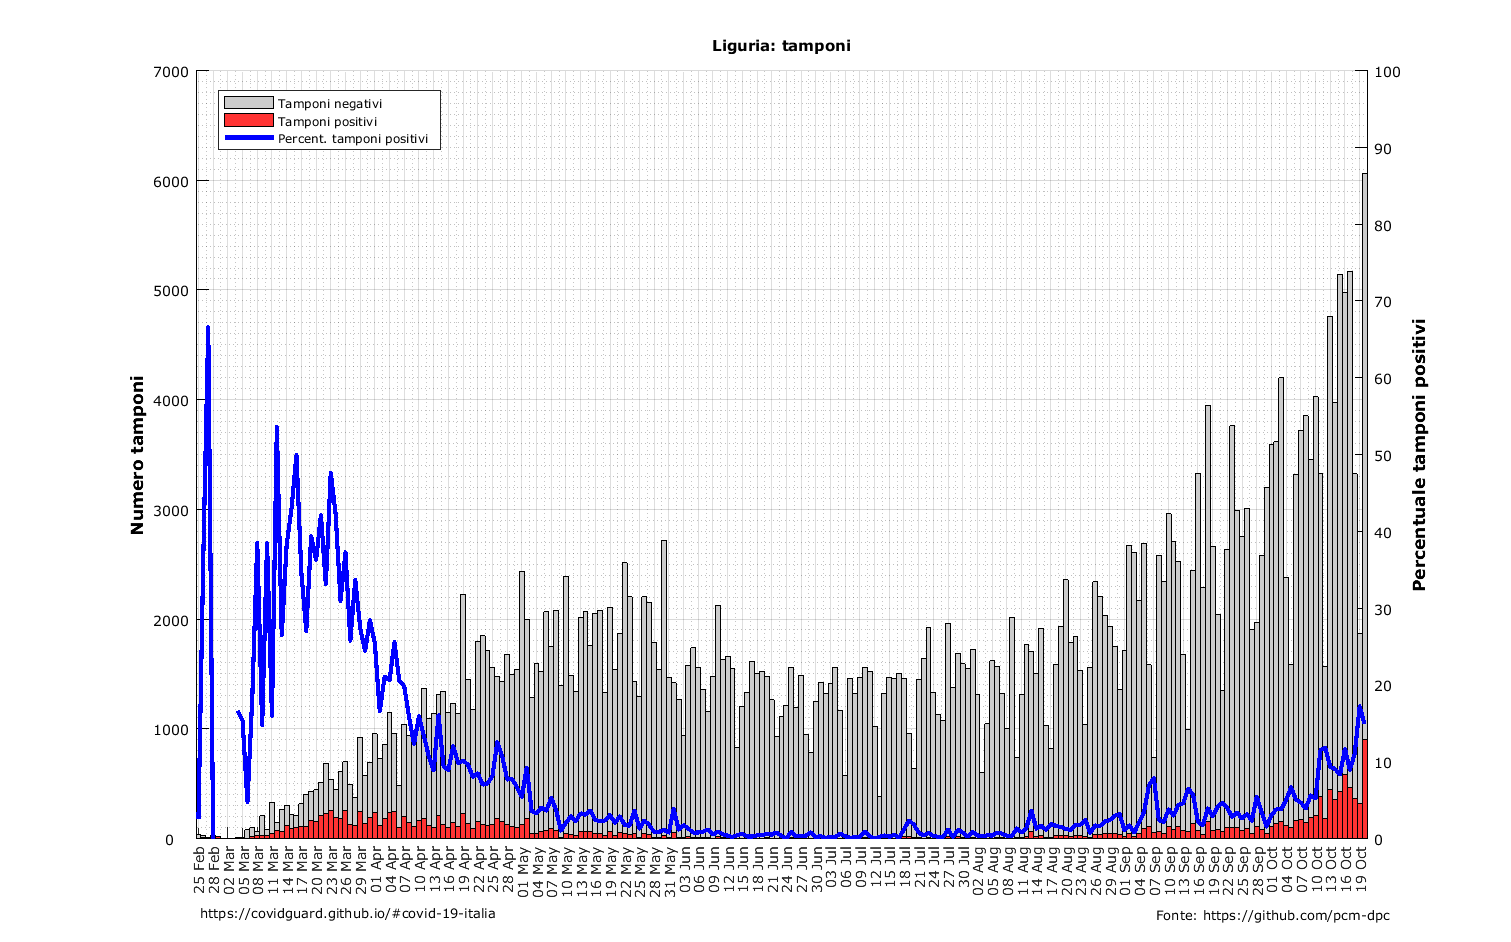 Liguria: tamponi
7000
6000
5000
4000
3000
2000
1000
0
Numero tamponi
Tamponi negativi
Tamponi positivi
Percent. tamponi positivi
100
90
80
70
60
50
40
30
20
10
0
Percentuale tamponi positivi
25 Feb
28 Feb
02 Mar
05 Mar
08 Mar
11 Mar
14 Mar
17 Mar
20 Mar
23 Mar
26 Mar
29 Mar
01 Apr
04 Apr
07 Apr
10 Apr
13 Apr
16 Apr
19 Apr
22 Apr
25 Apr
28 Apr
01 May
04 May
07 May
10 May
13 May
16 May
19 May
22 May
25 May
28 May
31 May
03 Jun
06 Jun
09 Jun
12 Jun
15 Jun
18 Jun
21 Jun
24 Jun
27 Jun
30 Jun
03 Jul
06 Jul
09 Jul
12 Jul
15 Jul
18 Jul
21 Jul
24 Jul
27 Jul
30 Jul
02 Aug
05 Aug
08 Aug
11 Aug
14 Aug
17 Aug
20 Aug
23 Aug
26 Aug
29 Aug
01 Sep
04 Sep
07 Sep
10 Sep
13 Sep
16 Sep
19 Sep
22 Sep
25 Sep
28 Sep
01 Oct
04 Oct
07 Oct
10 Oct
13 Oct
16 Oct
19 Oct
https://covidguard.github.io/#covid-19-italia
Fonte: https://github.com/pcm-dpc